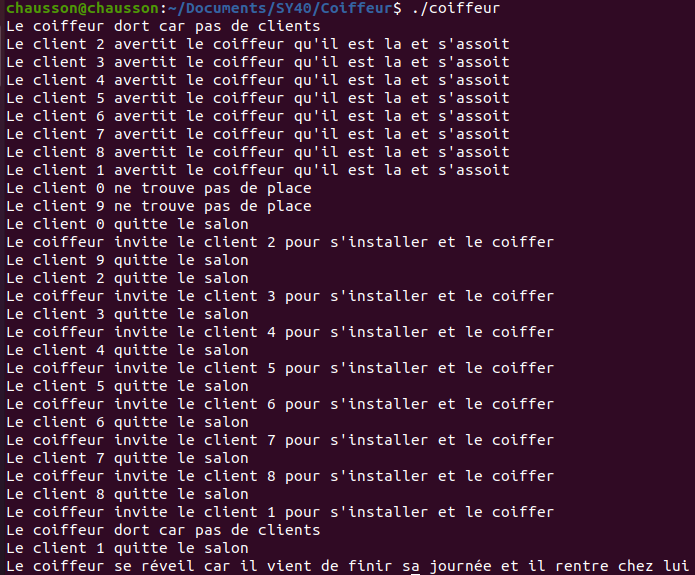 chausson@chausson:~/Documents/SY40/Coiffeur$ ./coiffeur
Le coiffeur dort car pas de clients
Le client 2 avertit le coiffeur qu'il est la et s'assoit
Le client 3 avertit le coiffeur qu'il est la et s'assoit
Le client 4 avertit le coiffeur qu'il est la et s'assoit
Le client 5 avertit le coiffeur qu'il est la et s'assoit
Le client 6 avertit le coiffeur qu'il est la et s'assoit
Le client 7 avertit le coiffeur qu'il est la et s'assoit
Le client 8 avertit le coiffeur qu'il est la et s'assoit
Le client 1 avertit le coiffeur qu'il est la et s'assoit
Le client 0 ne trouve pas de place
Le client 9 ne trouve pas de place
Le client 0 quitte le salon
Le coiffeur invite le client 2 pour s'installer et le coiffer
Le client 9 quitte le salon
Le client 2 quitte le salon
Le coiffeur invite le client 3 pour s'installer et le coiffer
Le client 3 quitte le salon
Le coiffeur invite le client 4 pour s'installer et le coiffer
Le client 4 quitte le salon
Le coiffeur invite le client 5 pour s'installer et le coiffer
Le client 5 quitte le salon
Le coiffeur invite le client 6 pour s'installer et le coiffer
Le client 6 quitte le salon
Le coiffeur invite le client 7 pour s'installer et le coiffer
Le client 7 quitte le salon
Le coiffeur invite le client 8 pour s'installer et le coiffer
Le client 8 quitte le salon
Le coiffeur invite le client 1 pour s'installer et le coiffer
Le coiffeur dort car pas de clients
Le client 1 quitte le salon
Le coiffeur se réveil car il vient de finir sa journée et il rentre chez lui